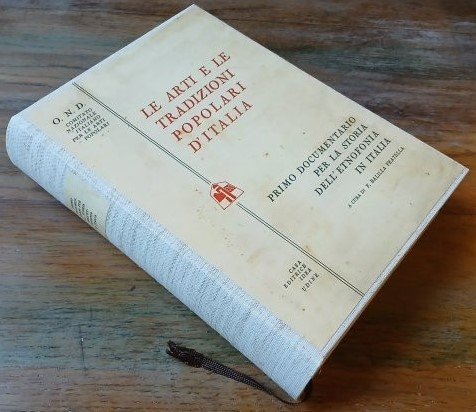 O. N. D.
COMITATO
NAZIONALE
ITALIANO
PER LE ARTI
POPOLARI
LE ARTI E LE
TRADIZIONI
POPOLARI
D'ITALIA
PRIMO DOCUMENTARIO
PER LA STORIA
DELL'ETNOFONIA
IN ITALIA
A CURA DI F. BALILLA PRATELLA
CASA
EDITRICE
IDEA
UDINE